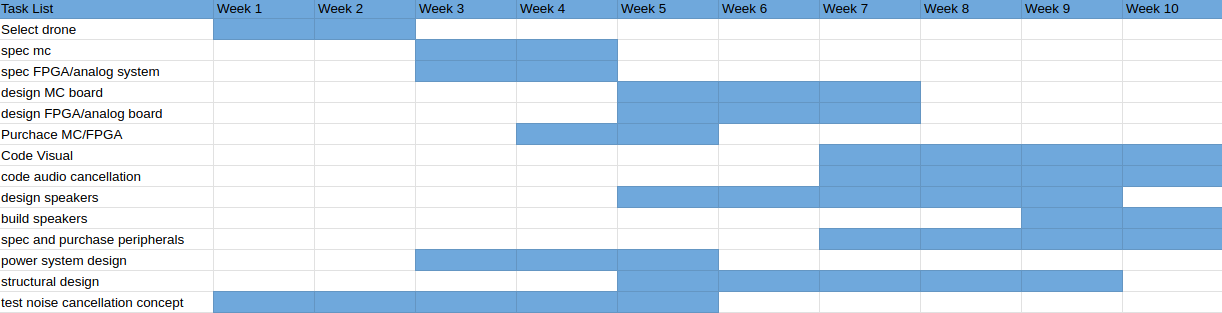 Task List Week 1 Week 2 Week 3 Week 4 Week 5 Week 6 Week 7 Week 8 Week 9 Week 10
Select drone
spec mc
spec FPGA/analog system
design MC board
design FPGA/analog board
Purchace MC/FPGA
Code Visual
code audio cancellation
design speakers
build speakers
spec and purchase peripherals
power system design
structural design
test noise cancellation concept